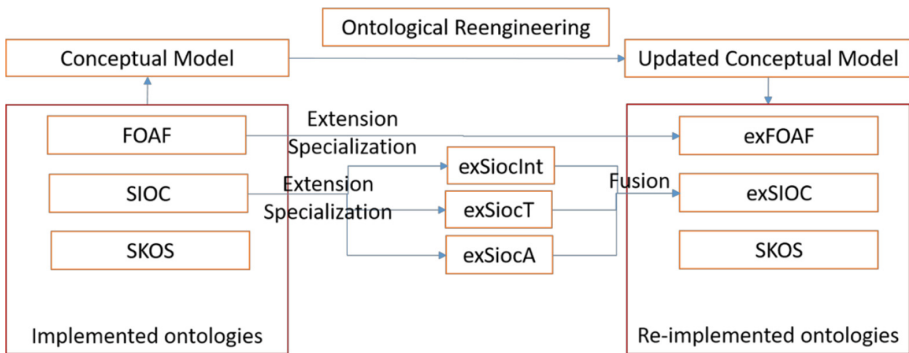 Ontological Reengineering
Conceptual Model
Updated Conceptual Model
FOAF
Extension
Specialization
exFOAF
SIOC
Extension
Specialization
exSiocInt
exSiocT
exSiocA
Fusion
exSIOC
SKOS
SKOS
Implemented ontologies
Re-implemented ontologies